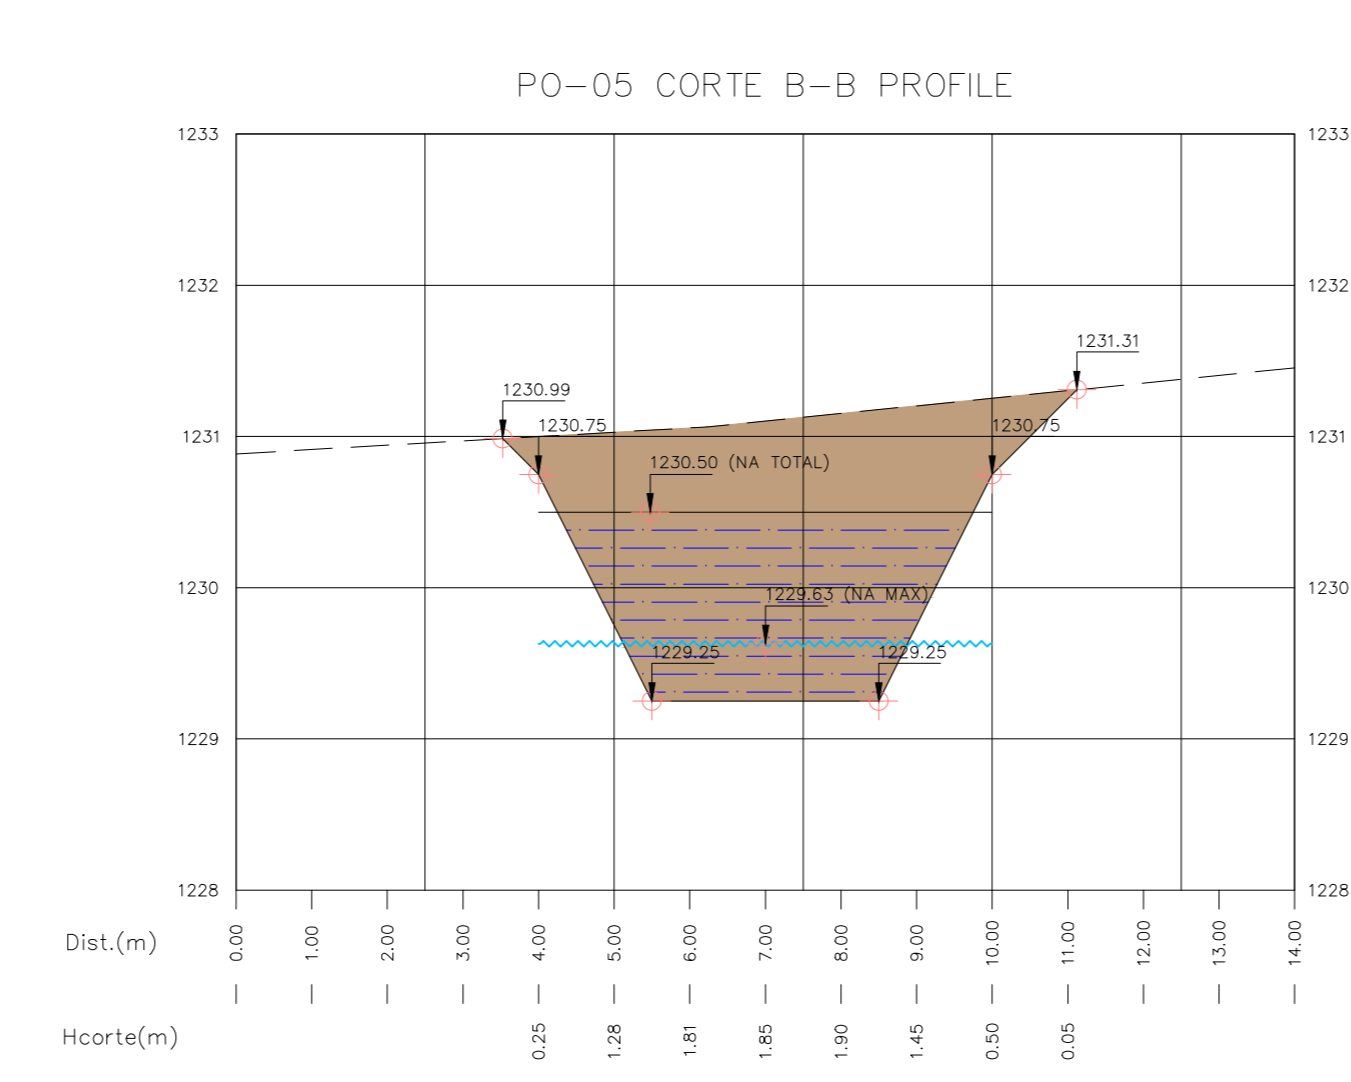 PO-05 CORTE B-B PROFILE
1233 1233
1232 1232
1231.31
1230.99
1230.75 1230.75
1231 1231
1230.50 (NA TOTAL)
1230 1230
1229.63 (NA MAX)
1229.25 1229.25
1229 1229
1228 1228
Dist.(m) 0.00 1.00 2.00 3.00 4.00 5.00 6.00 7.00 8.00 9.00 10.00 11.00 12.00 13.00 14.00
Hcorte(m) 0.25 1.28 1.81 1.85 1.90 1.45 0.50 0.05